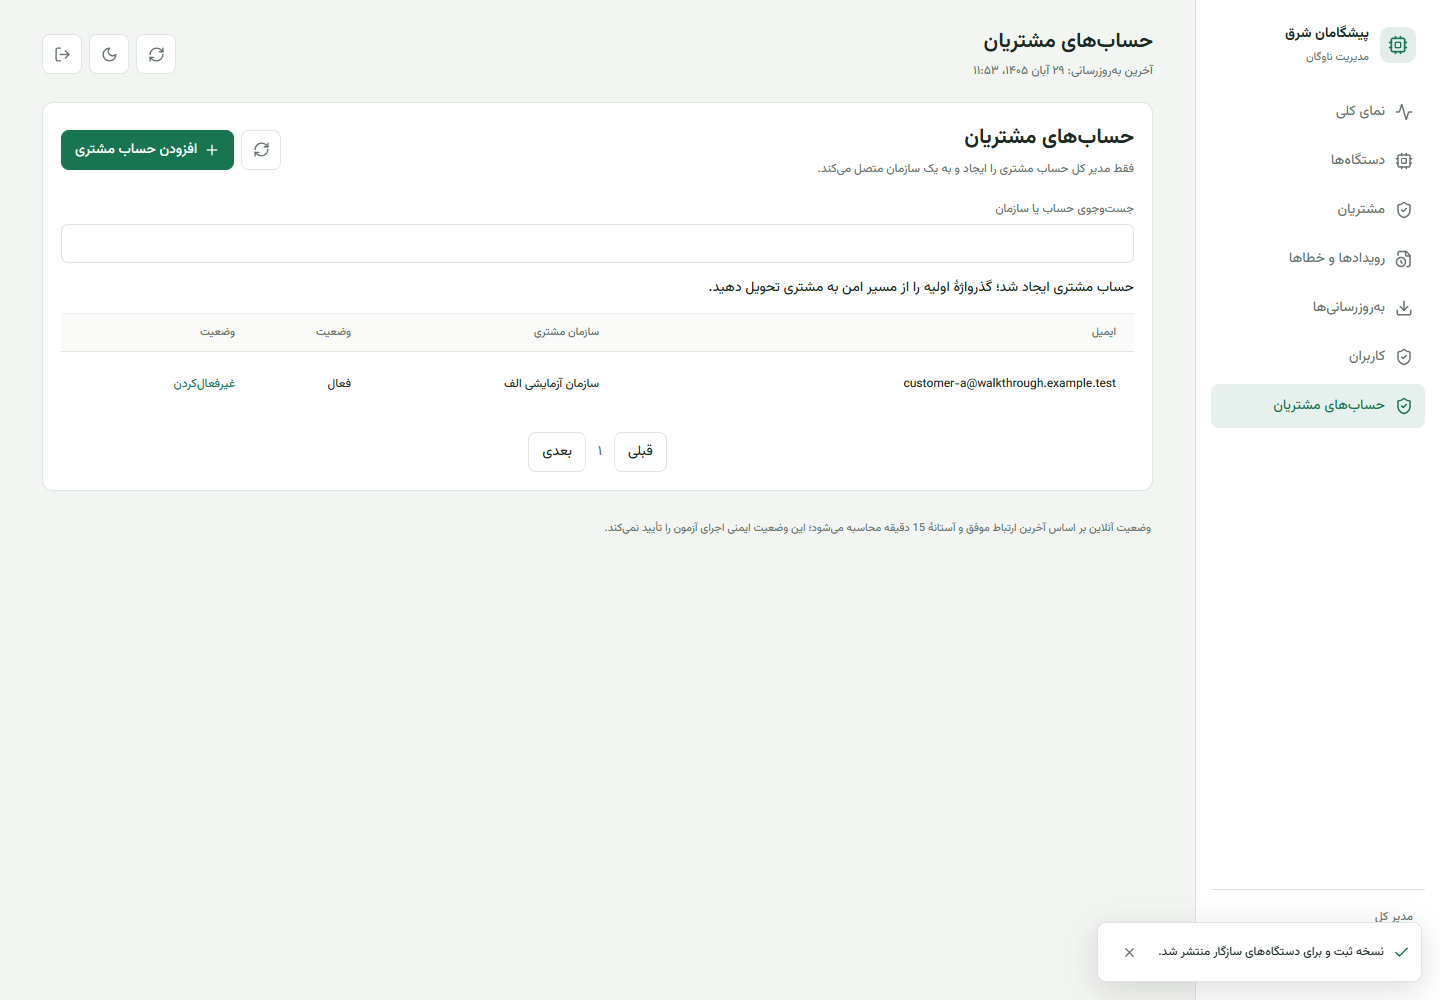 پیشگامان شرق
مدیریت ناوگان
نمای کلی
دستگاه‌ها
مشتریان
رویدادها و خطاها
به‌روزرسانی‌ها
کاربران
حساب‌های مشتریان
مدیر کل
حساب‌های مشتریان
آخرین به‌روزرسانی: ۲۹ آبان ۱۴۰۵، ۱۱:۵۳
حساب‌های مشتریان
فقط مدیر کل حساب مشتری را ایجاد و به یک سازمان متصل می‌کند.
افزودن حساب مشتری
جست‌وجوی حساب یا سازمان
حساب مشتری ایجاد شد؛ گذرواژهٔ اولیه را از مسیر امن به مشتری تحویل دهید.
ایمیل سازمان مشتری وضعیت وضعیت
customer-a@walkthrough.example.test سازمان آزمایشی الف فعال غیرفعال‌کردن
قبلی ۱ بعدی
وضعیت آنلاین بر اساس آخرین ارتباط موفق و آستانهٔ 15 دقیقه محاسبه می‌شود؛ این وضعیت ایمنی اجرای آزمون را تأیید نمی‌کند.
نسخه ثبت و برای دستگاه‌های سازگار منتشر شد.